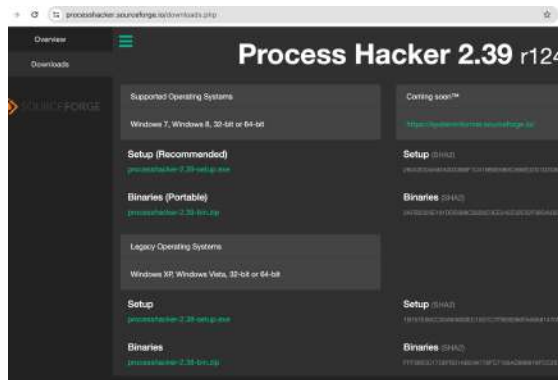 processhacker.sourceforge.io/downloads.php
Overview
Downloads
SOURCEFORGE
Process Hacker 2.39 r124
Supported Operating Systems
Windows 7, Windows 8, 32-bit or 64-bit
Coming soon™
https://systeminformer.sourceforge.io/
Setup (Recommended)
processhacker-2.39-setup.exe
Setup (SHA2)
Binaries (Portable)
processhacker-2.39-bin.zip
Binaries (SHA2)
Legacy Operating Systems
Windows XP, Windows Vista, 32-bit or 64-bit
Setup
processhacker-2.38-setup.exe
Setup (SHA2)
Binaries
processhacker-2.38-bin.zip
Binaries (SHA2)